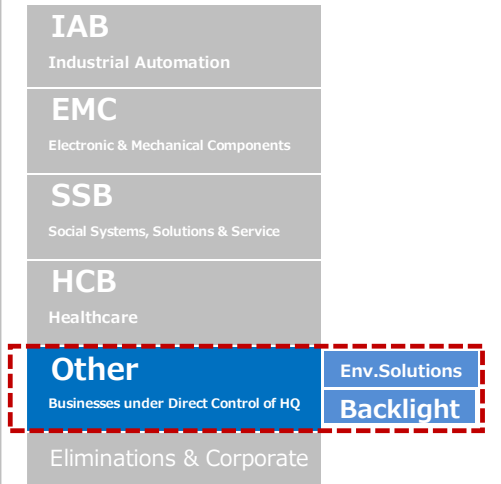 IAB
Industrial Automation
EMC
Electronic & Mechanical Components
SSB
Social Systems, Solutions & Service
HCB
Healthcare
Other
Businesses under Direct Control of HQ
Env.Solutions
Backlight
Eliminations & Corporate